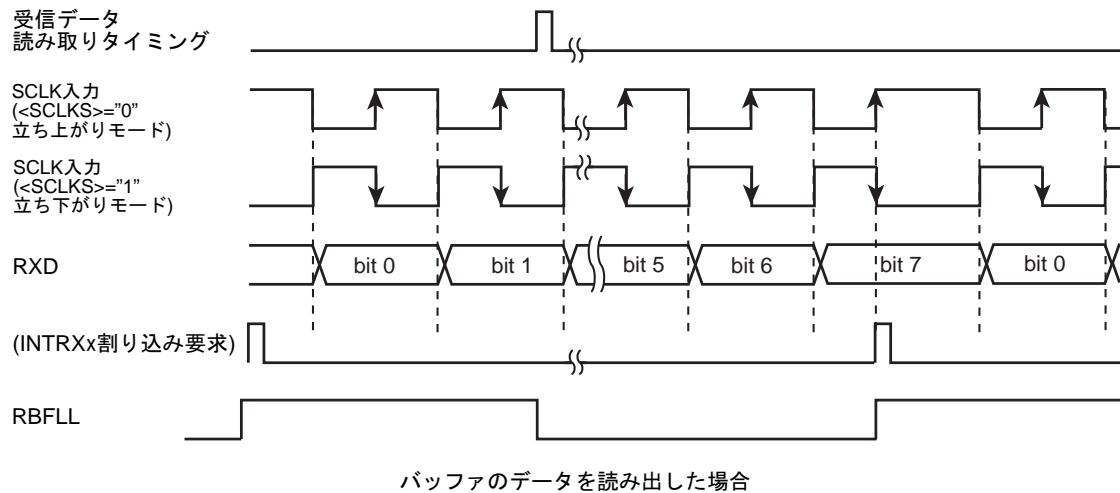 受信データ
読み取りタイミング
SCLK入力
(<SCLKS>="0"
立ち上がりモード)
SCLK入力
(<SCLKS>="1"
立ち下がりモード)
RXD
bit 0
bit 1
bit 5
bit 6
bit 7
bit 0
(INTRXx割り込み要求)
RBFLL
バッファのデータを読み出した場合